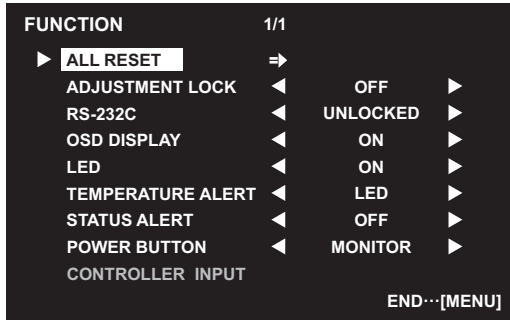 FUNCTION 1/1
ALL RESET
ADJUSTMENT LOCK OFF
RS-232C UNLOCKED
OSD DISPLAY ON
LED ON
TEMPERATURE ALERT LED
STATUS ALERT OFF
POWER BUTTON MONITOR
CONTROLLER INPUT
END···[MENU]